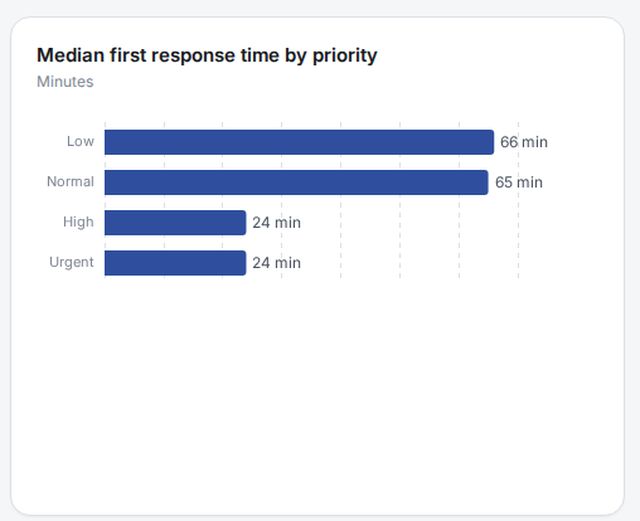 Median first response time by priority
Minutes
Low 66 min
Normal 65 min
High 24 min
Urgent 24 min